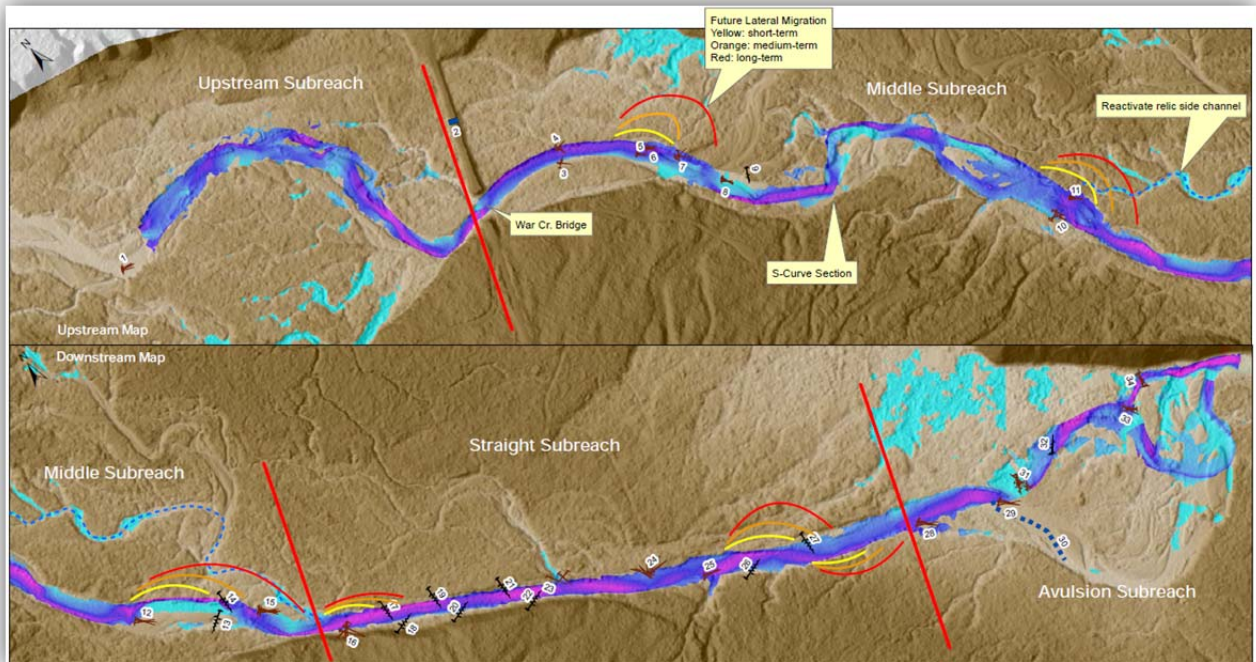 Future Lateral Migration
Yellow: short-term
Orange: medium-term
Red: long-term
Upstream Subreach
Middle Subreach
Reactivate relic side channel
2
4
3
5
6
7
8
9
11
10
War Cr. Bridge
S-Curve Section
1
Upstream Map
Downstream Map
34
33
Straight Subreach
32
Middle Subreach
31
29
28
30
27
26
25
24
23
22
21
20
19
18
17
16
15
14
13
12
Avulsion Subreach